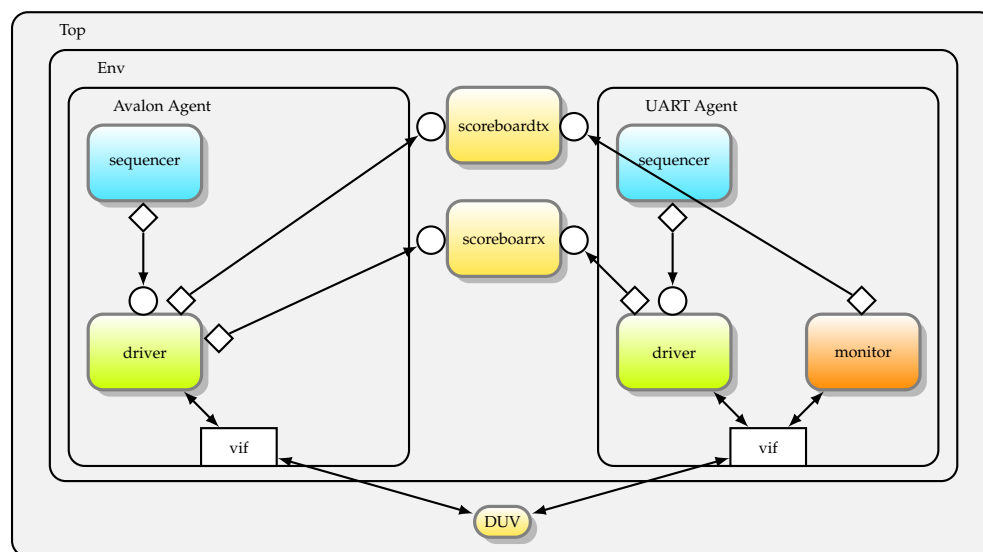 Top
Env
Avalon Agent
UART Agent
scoreboardtx
sequencer
sequencer
scoreboarrx
driver
driver
monitor
vif
vif
DUV